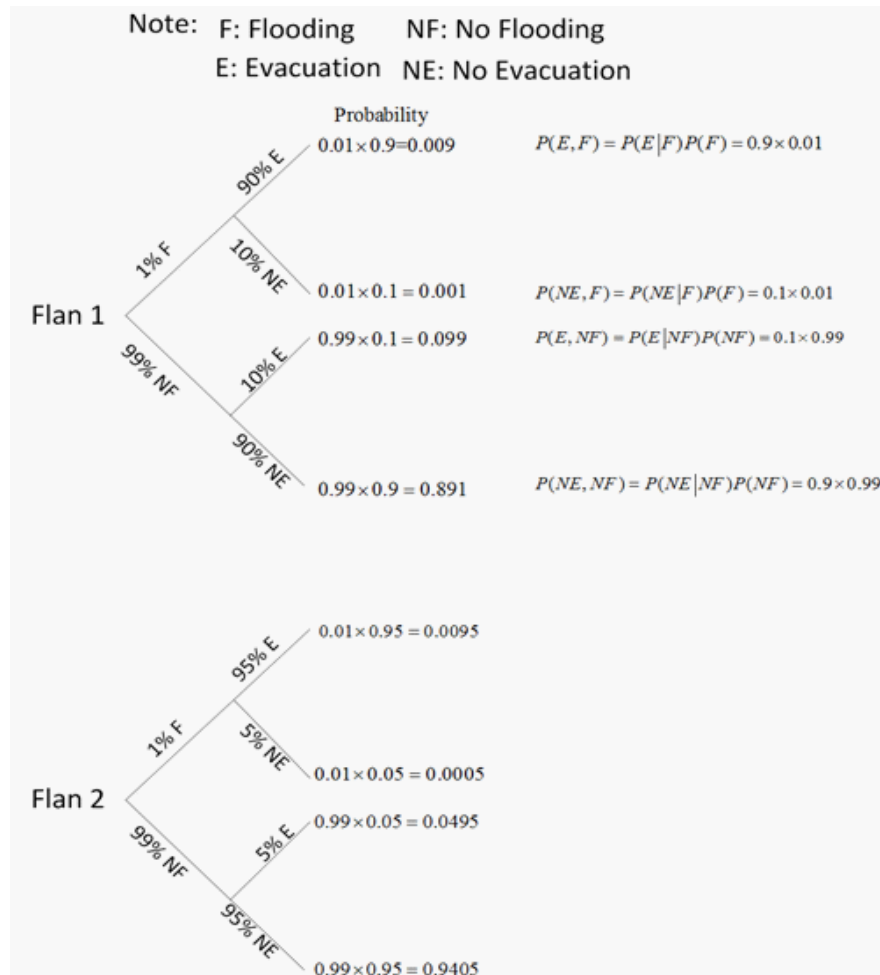 Note: F: Flooding NF: No Flooding
E: Evacuation NE: No Evacuation
Probability
90% E
0.01×0.9=0.009 P(E,F) = P(E|F)P(F) = 0.9×0.01
1% F
10% NE
0.01×0.1 = 0.001 P(NE,F) = P(NE|F)P(F) = 0.1×0.01
Flan 1
0.99×0.1 = 0.099 P(E,NF) = P(E|NF)P(NF) = 0.1×0.99
99% NF
10% E
90% NE
0.99×0.9 = 0.891 P(NE,NF) = P(NE|NF)P(NF) = 0.9×0.99
0.01×0.95 = 0.0095
95% E
1% F
5% NE
0.01×0.05 = 0.0005
Flan 2
0.99×0.05 = 0.0495
99% NF
5% E
95% NE
0.99×0.95 = 0.9405